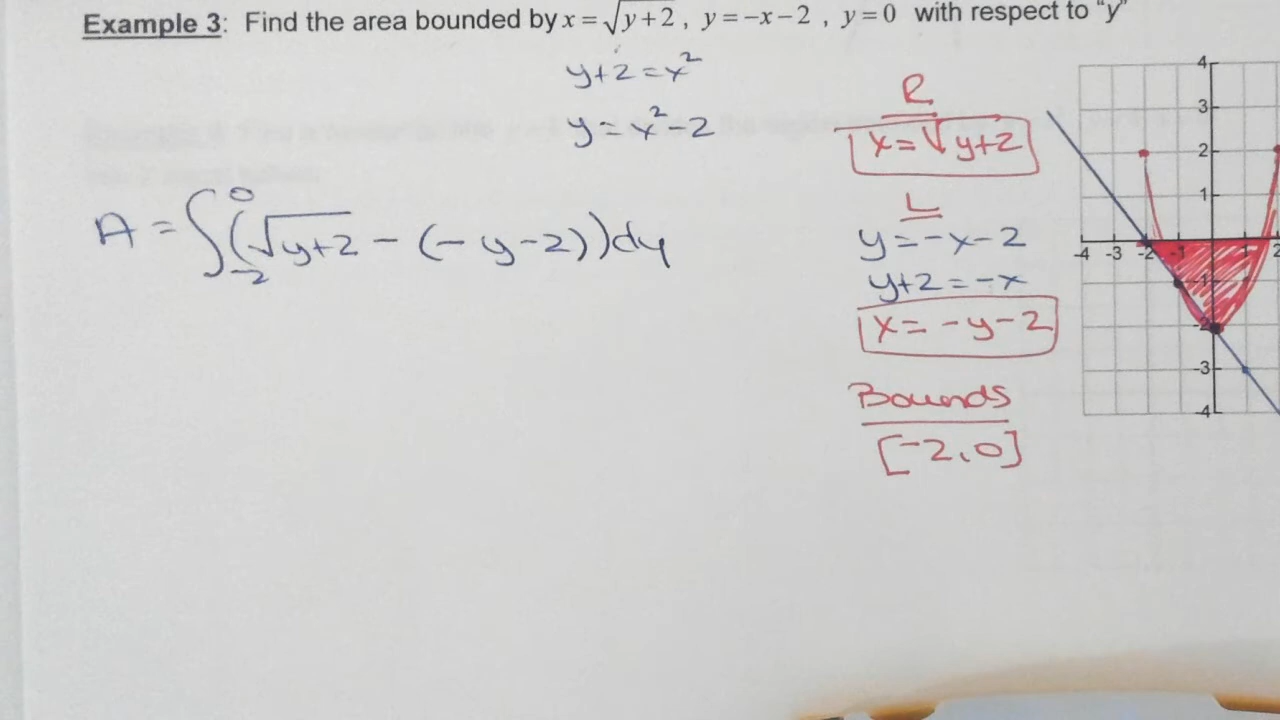 Example 3: Find the area bounded by x = √(y+2) , y = −x−2 , y = 0 with respect to "y"
y+2 = x²
y = x² - 2
A = ∫₋₂⁰ (√(y+2) - (-y-2)) dy
R
x = √(y+2)
L
y = -x-2
y+2 = -x
x = -y-2
Bounds
[-2,0]
4
3
2
1
-4 -3 -2 -1 1 2
-1
-2
-3
-4